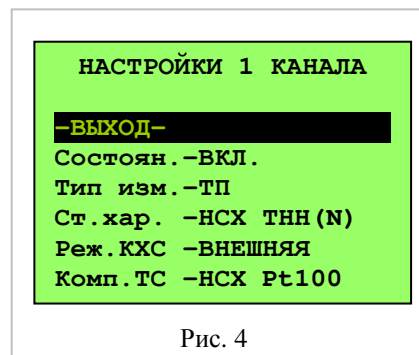 НАСТРОЙКИ 1 КАНАЛА
–ВЫХОД–
Состоян.–ВКЛ.
Тип изм.–ТП
Ст.хар. –НСХ ТНН(N)
Реж.КХС –ВНЕШНЯЯ
Комп.ТС –НСХ Pt100
Рис. 4